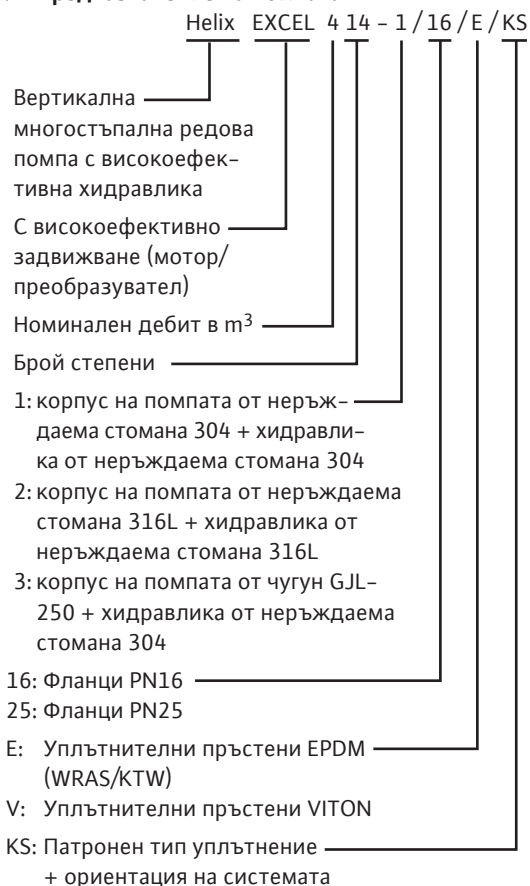 Helix EXCEL 4 14 - 1 / 16 / E / KS
Вертикална
многостъпална редова
помпа с високоефек-
тивна хидравлика
С високоефективно
задвижване (мотор/
преобразувател)
Номинален дебит в m³
Брой степени
1: корпус на помпата от неръж-
даема стомана 304 + хидравли-
ка от неръждаема стомана 304
2: корпус на помпата от неръждаема
стомана 316L + хидравлика от
неръждаема стомана 316L
3: корпус на помпата от чугун GJL-
250 + хидравлика от неръждаема
стомана 304
16: Фланци PN16
25: Фланци PN25
E: Уплътнителни пръстени EPDM
(WRAS/KTW)
V: Уплътнителни пръстени VITON
KS: Патронен тип уплътнение
+ ориентация на системата